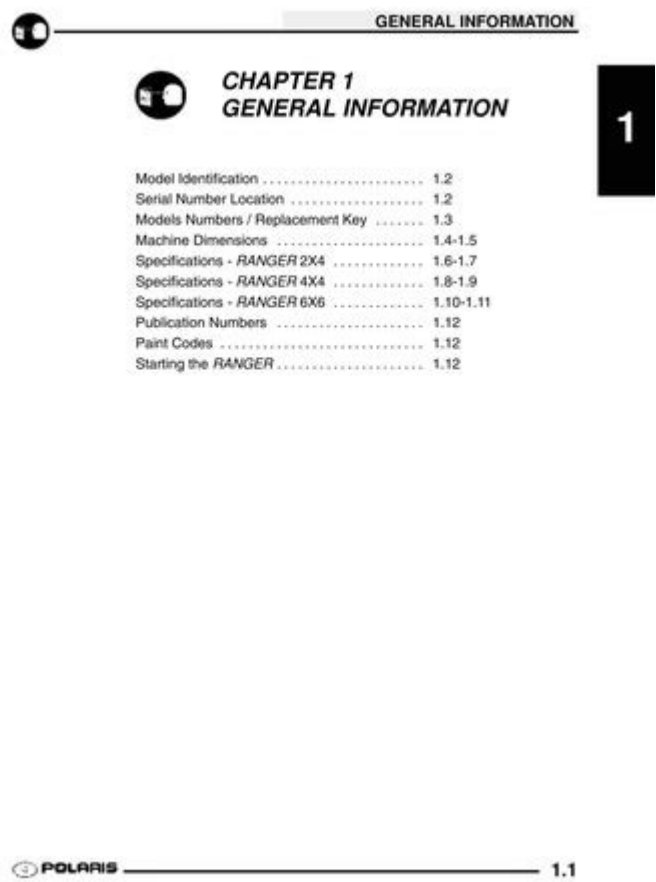 GENERAL INFORMATION
CHAPTER 1
GENERAL INFORMATION
1
Model Identification . . . . . . . . . . . . . . . . . . . . . . . 1.2
Serial Number Location . . . . . . . . . . . . . . . . . . . 1.2
Models Numbers / Replacement Key . . . . . . . 1.3
Machine Dimensions . . . . . . . . . . . . . . . . . . . . . 1.4-1.5
Specifications - RANGER 2X4 . . . . . . . . . . . . . 1.6-1.7
Specifications - RANGER 4X4 . . . . . . . . . . . . . 1.8-1.9
Specifications - RANGER 6X6 . . . . . . . . . . . . . 1.10-1.11
Publication Numbers . . . . . . . . . . . . . . . . . . . . . 1.12
Paint Codes . . . . . . . . . . . . . . . . . . . . . . . . . . . . . 1.12
Starting the RANGER . . . . . . . . . . . . . . . . . . . . . 1.12
POLARIS
1.1